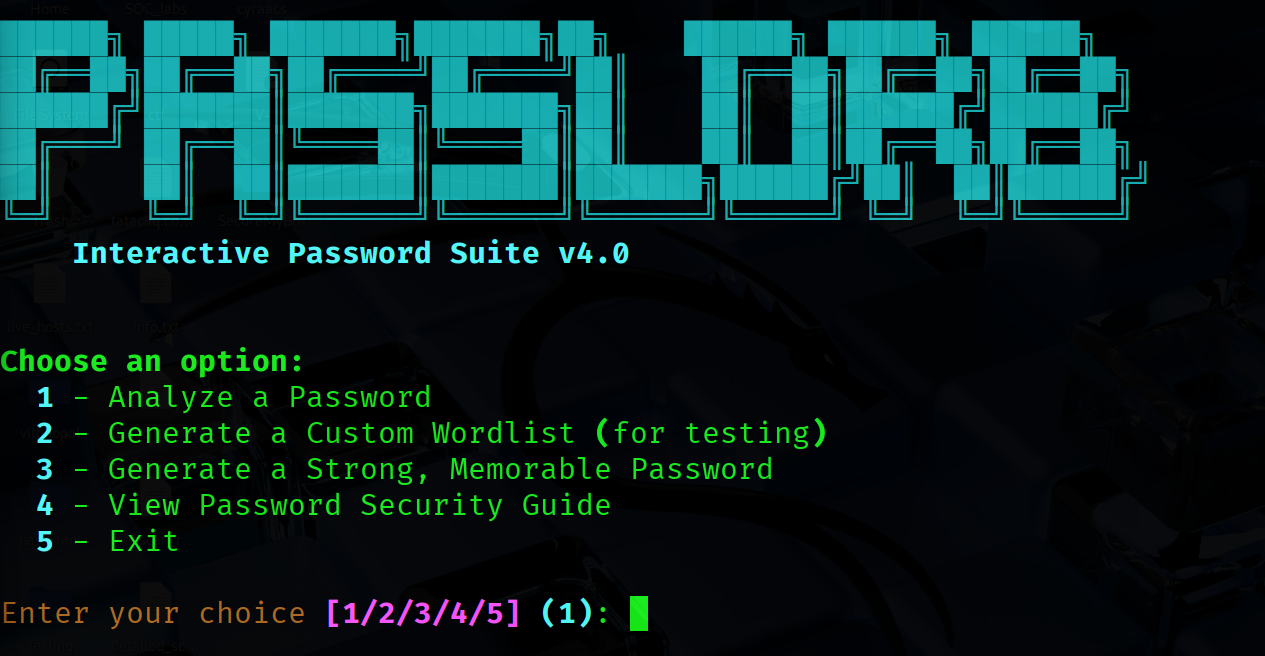 PASSLORB
Interactive Password Suite v4.0
Choose an option:
1 - Analyze a Password
2 - Generate a Custom Wordlist (for testing)
3 - Generate a Strong, Memorable Password
4 - View Password Security Guide
5 - Exit
Enter your choice [1/2/3/4/5] (1):